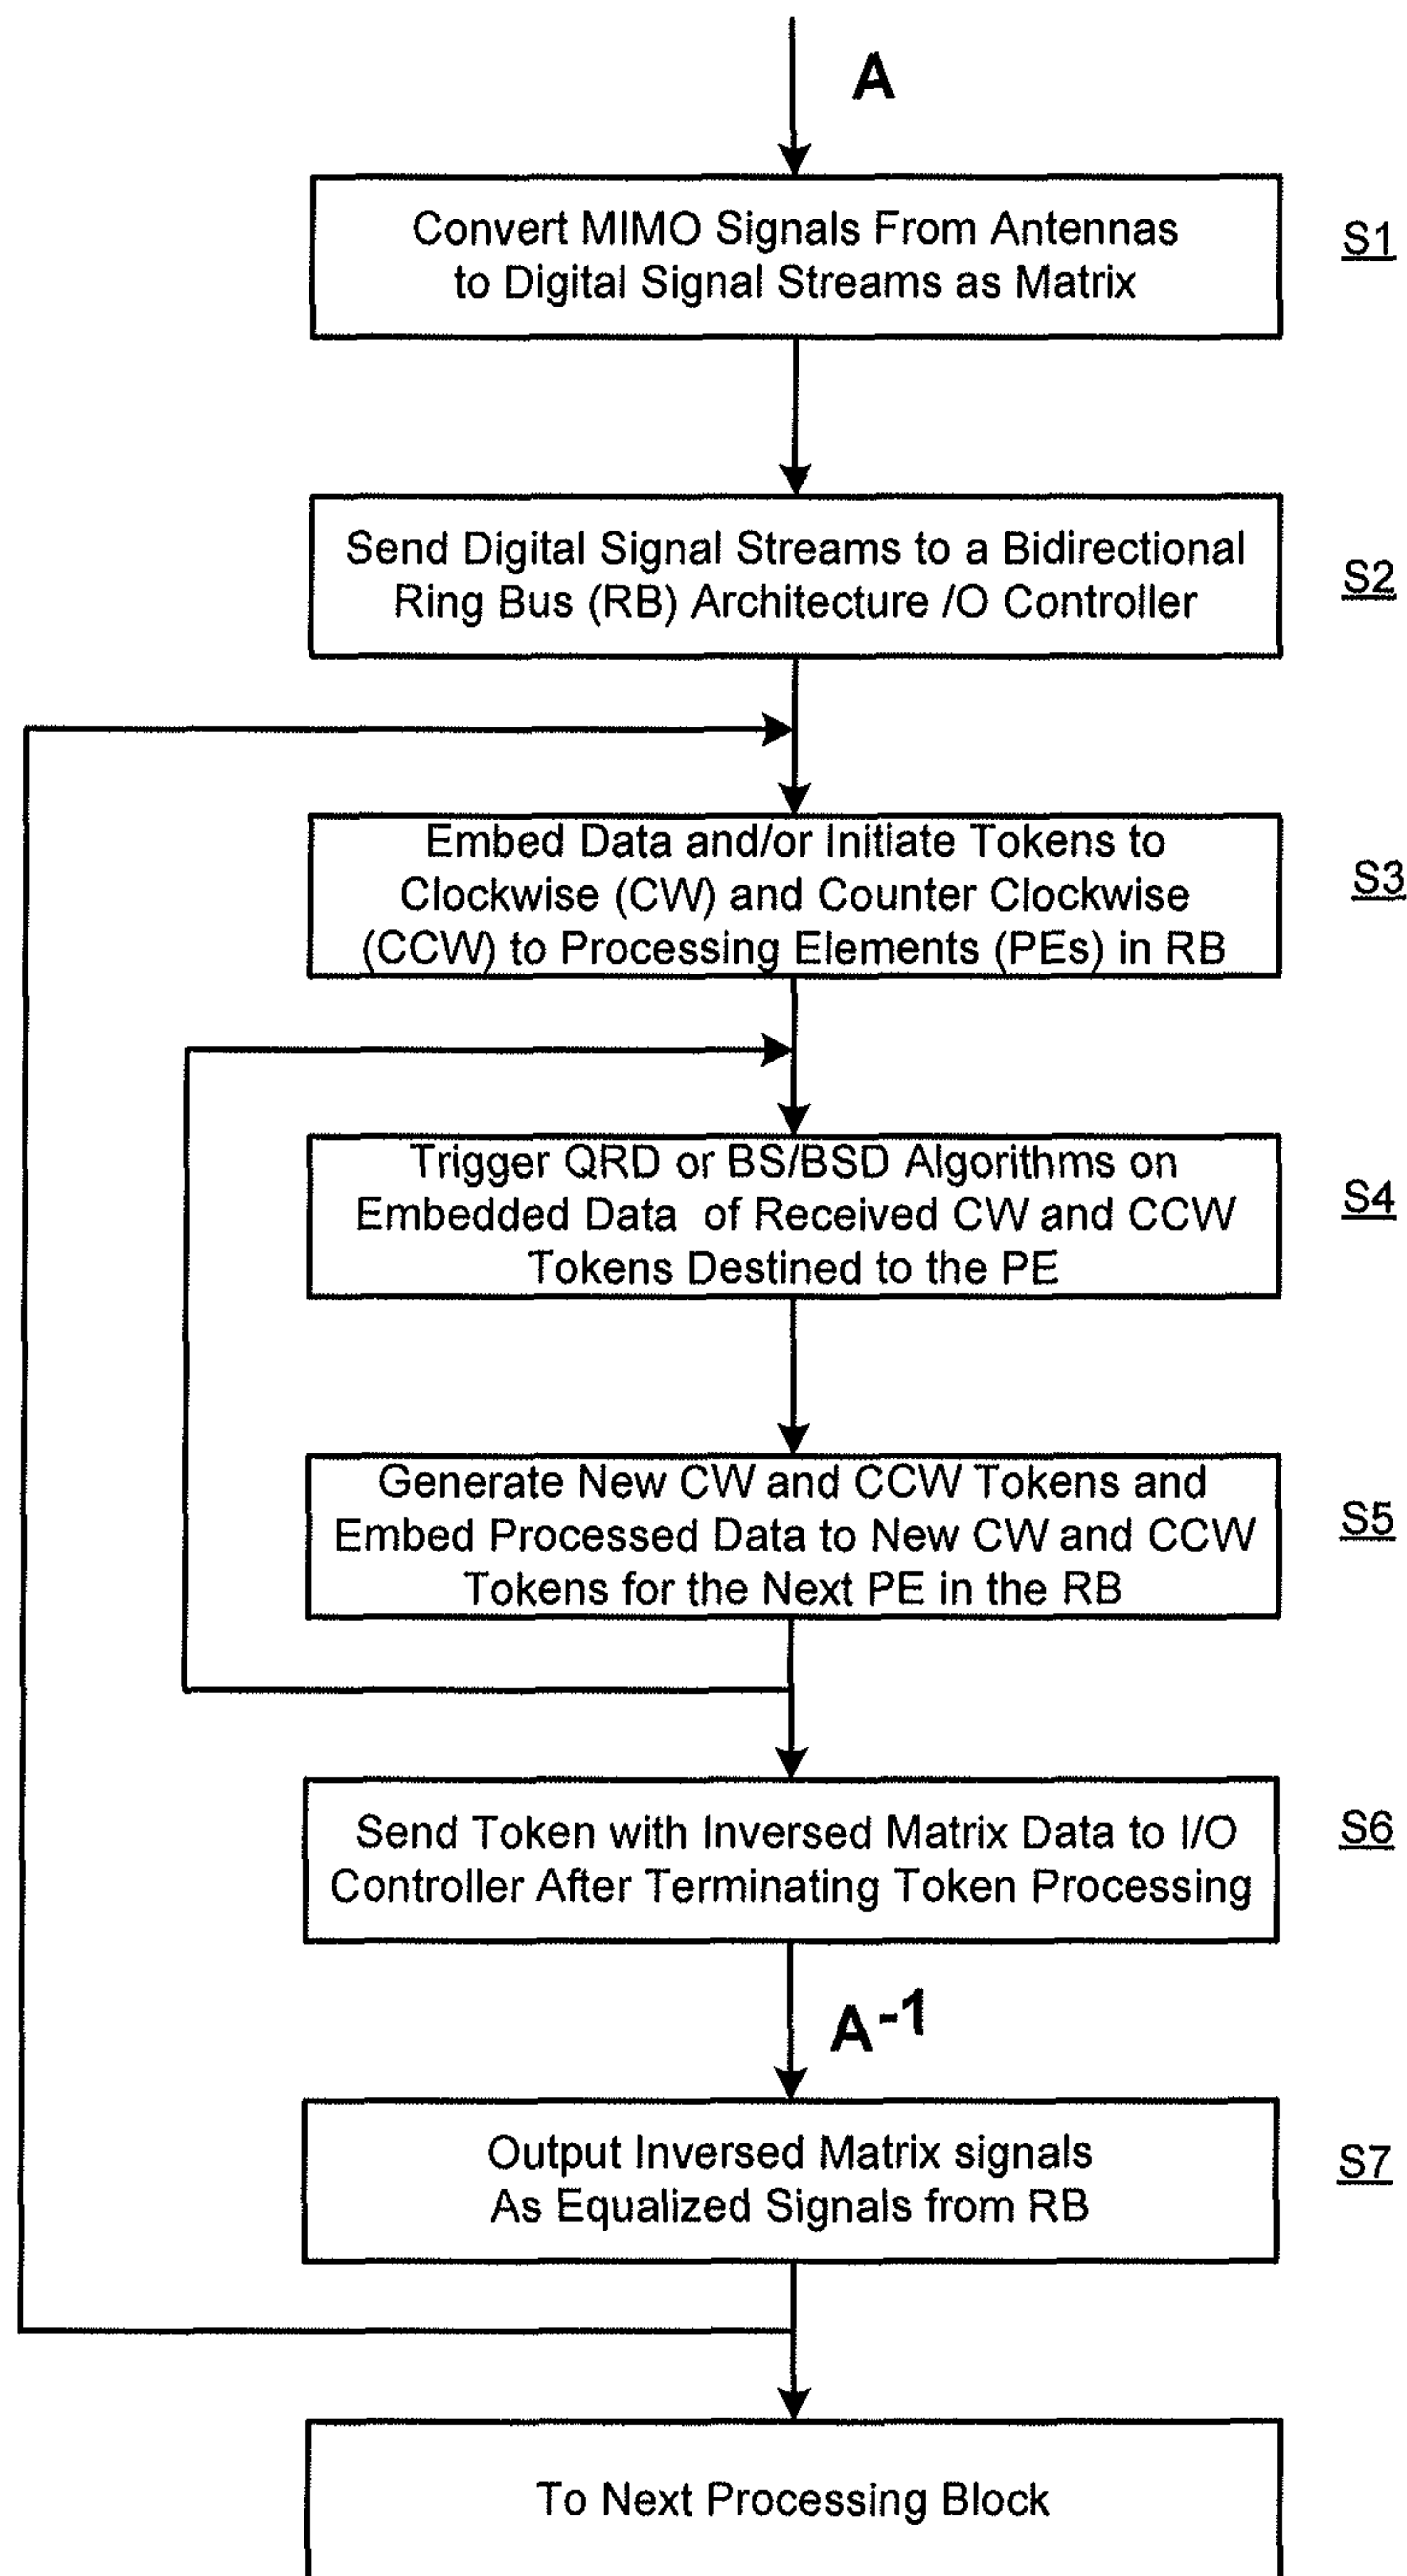 A
Convert MIMO Signals From Antennas
to Digital Signal Streams as Matrix
S1
Send Digital Signal Streams to a Bidirectional
Ring Bus (RB) Architecture /O Controller
S2
Embed Data and/or Initiate Tokens to
Clockwise (CW) and Counter Clockwise
(CCW) to Processing Elements (PEs) in RB
S3
Trigger QRD or BS/BSD Algorithms on
Embedded Data of Received CW and CCW
Tokens Destined to the PE
S4
Generate New CW and CCW Tokens and
Embed Processed Data to New CW and CCW
Tokens for the Next PE in the RB
S5
Send Token with Inversed Matrix Data to I/O
Controller After Terminating Token Processing
S6
A-1
Output Inversed Matrix signals
As Equalized Signals from RB
S7
To Next Processing Block